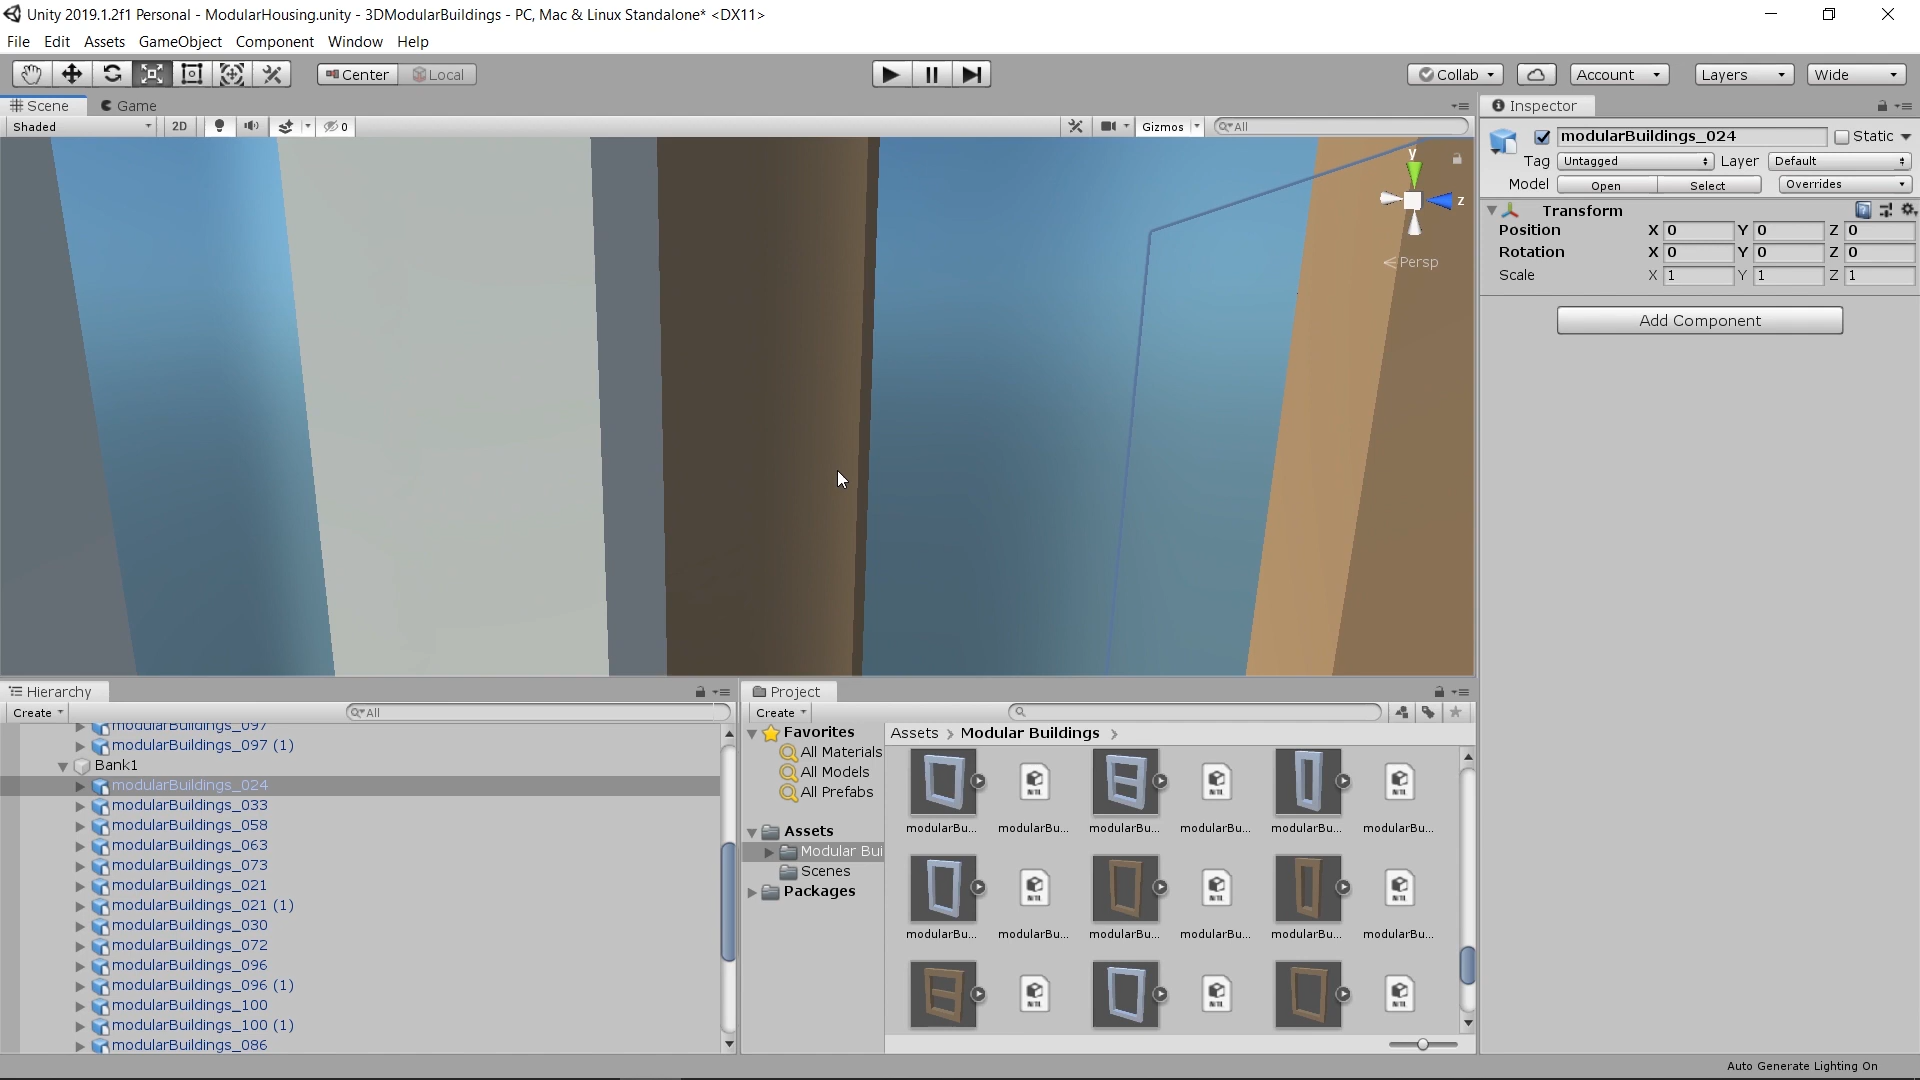 Unity 2019.1.2f1 Personal - ModularHousing.unity - 3DModularBuildings - PC, Mac & Linux Standalone* <DX11>
File Edit Assets GameObject Component Window Help
Center Local
Collab Account Layers Wide
Scene Game
Shaded 2D 0 Gizmos All
y
z
Persp
Inspector
modularBuildings_024 Static
Tag Untagged Layer Default
Model Open Select Overrides
Transform
Position X 0 Y 0 Z 0
Rotation X 0 Y 0 Z 0
Scale X 1 Y 1 Z 1
Add Component
Hierarchy
Create All
modularBuildings_097
modularBuildings_097 (1)
Bank1
modularBuildings_024
modularBuildings_033
modularBuildings_058
modularBuildings_063
modularBuildings_073
modularBuildings_021
modularBuildings_021 (1)
modularBuildings_030
modularBuildings_072
modularBuildings_096
modularBuildings_096 (1)
modularBuildings_100
modularBuildings_100 (1)
modularBuildings_086
Project
Create
Favorites
All Materials
All Models
All Prefabs
Assets
Modular Bui
Scenes
Packages
Assets Modular Buildings
modularBu... modularBu... modularBu... modularBu... modularBu... modularBu...
modularBu... modularBu... modularBu... modularBu... modularBu... modularBu...
Auto Generate Lighting On